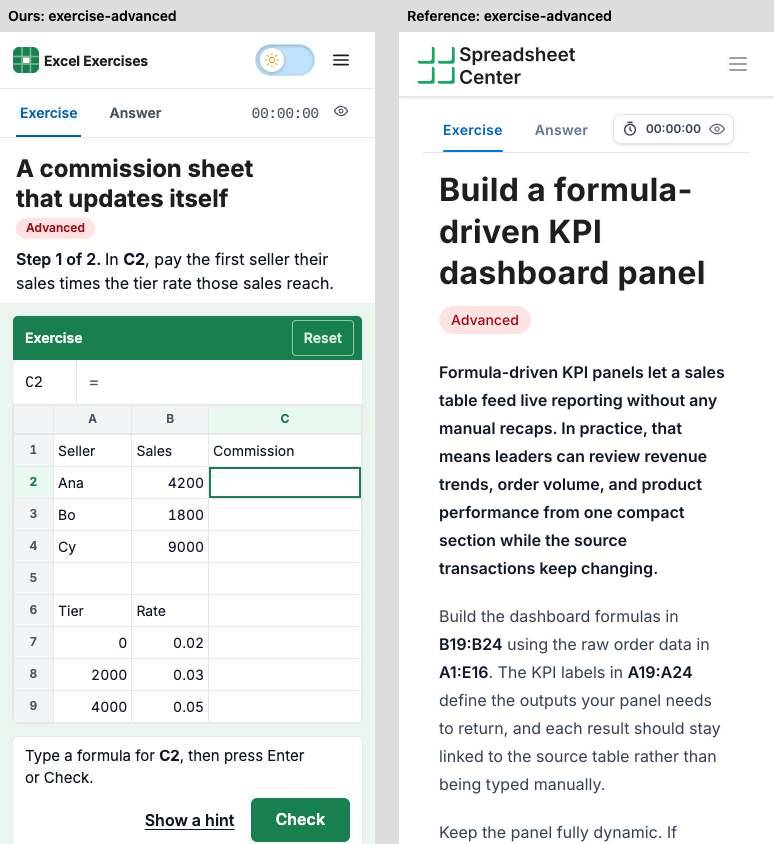 Ours: exercise-advanced
Excel Exercises
Exercise Answer 00:00:00
A commission sheet
that updates itself
Advanced
Step 1 of 2. In C2, pay the first seller their
sales times the tier rate those sales reach.
Exercise Reset
C2 =
A B C
1 Seller Sales Commission
2 Ana 4200
3 Bo 1800
4 Cy 9000
5
6 Tier Rate
7 0 0.02
8 2000 0.03
9 4000 0.05
Type a formula for C2, then press Enter
or Check.
Show a hint Check
Reference: exercise-advanced
Spreadsheet
Center
Exercise Answer 00:00:00
Build a formula-
driven KPI
dashboard panel
Advanced
Formula-driven KPI panels let a sales
table feed live reporting without any
manual recaps. In practice, that
means leaders can review revenue
trends, order volume, and product
performance from one compact
section while the source
transactions keep changing.
Build the dashboard formulas in
B19:B24 using the raw order data in
A1:E16. The KPI labels in A19:A24
define the outputs your panel needs
to return, and each result should stay
linked to the source table rather than
being typed manually.
Keep the panel fully dynamic. If